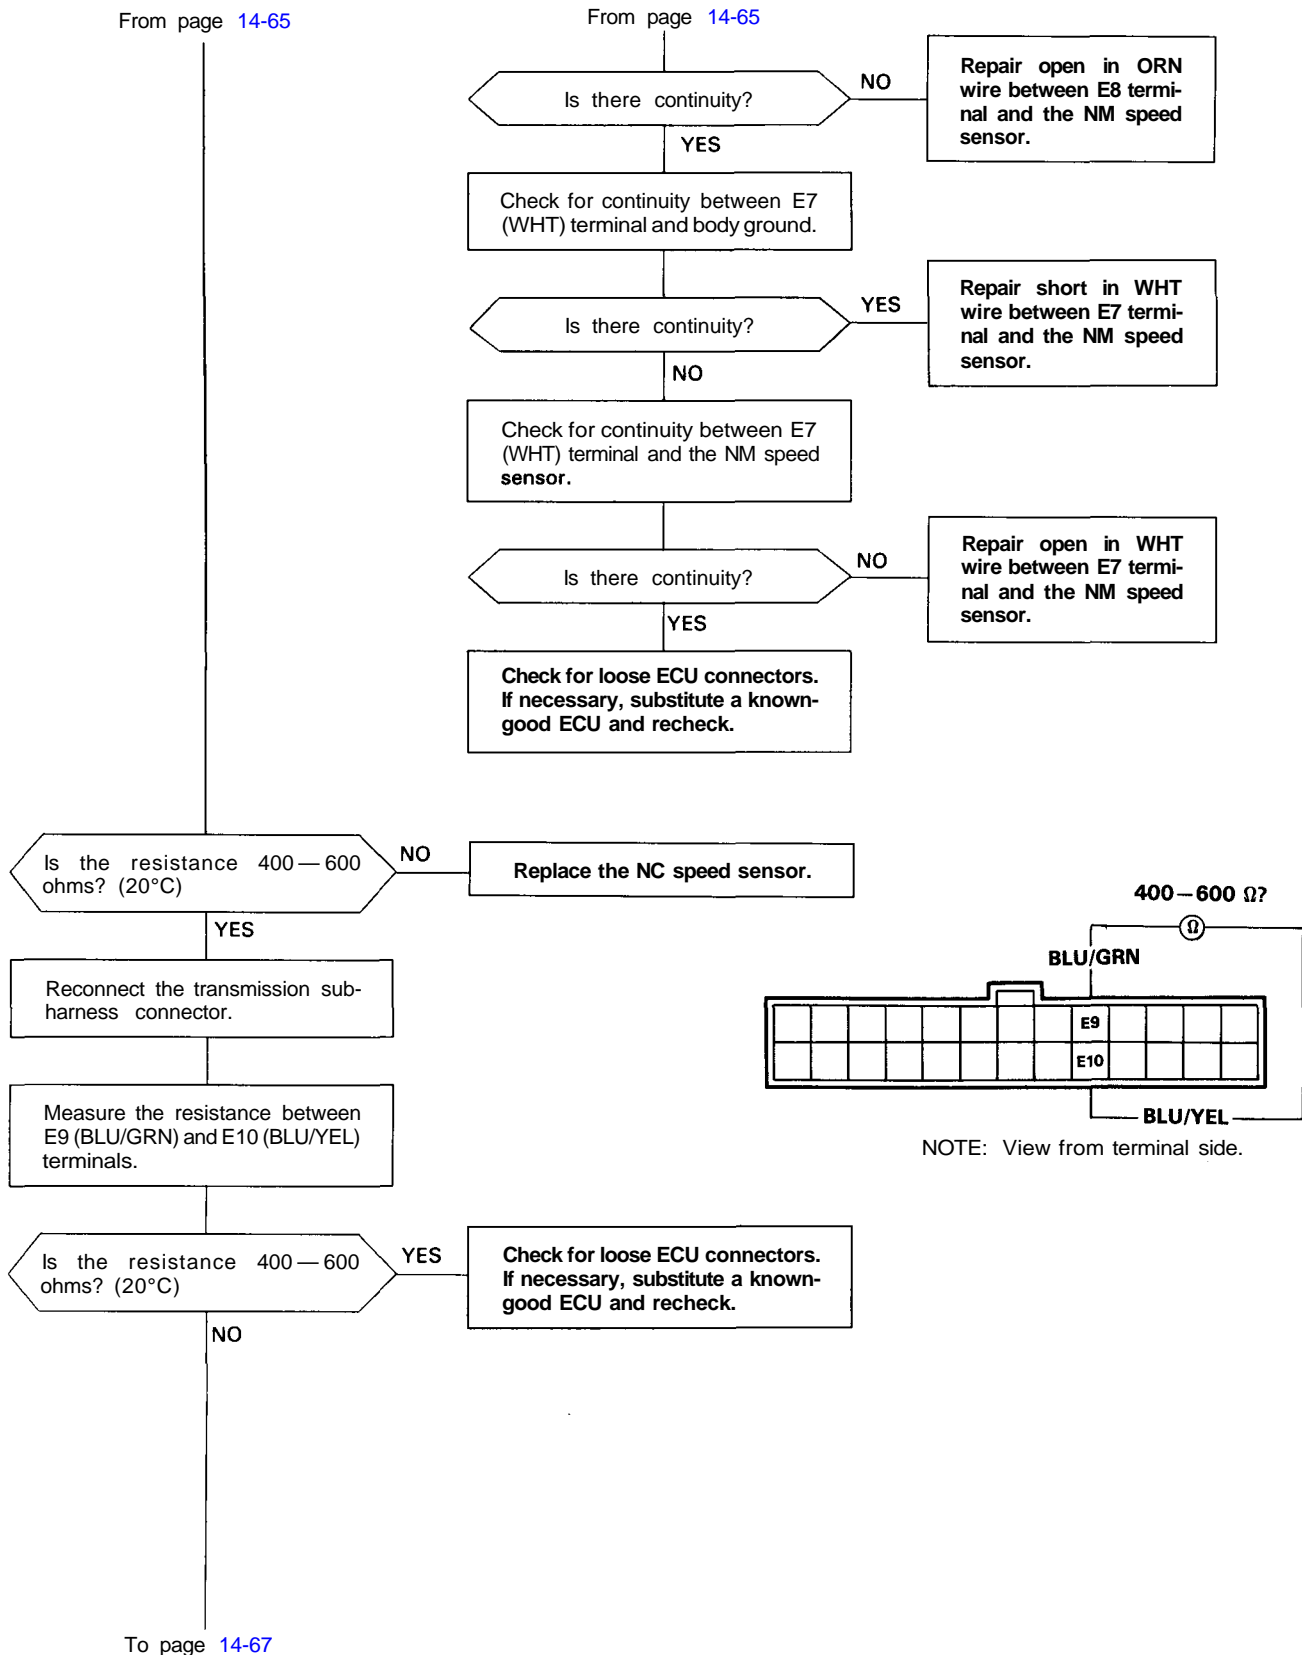 From page 14-65
From page 14-65
Is there continuity?
NO
Repair open in ORN
wire between E8 termi-
nal and the NM speed
sensor.
YES
Check for continuity between E7
(WHT) terminal and body ground.
Is there continuity?
YES
Repair short in WHT
wire between E7 termi-
nal and the NM speed
sensor.
NO
Check for continuity between E7
(WHT) terminal and the NM speed
sensor.
Is there continuity?
NO
Repair open in WHT
wire between E7 termi-
nal and the NM speed
sensor.
YES
Check for loose ECU connectors.
If necessary, substitute a known-
good ECU and recheck.
Is the resistance 400 — 600
ohms? (20°C)
NO
Replace the NC speed sensor.
YES
Reconnect the transmission sub-
harness connector.
Measure the resistance between
E9 (BLU/GRN) and E10 (BLU/YEL)
terminals.
Is the resistance 400 — 600
ohms? (20°C)
YES
Check for loose ECU connectors.
If necessary, substitute a known-
good ECU and recheck.
NO
400 — 600 Ω?
Ω
BLU/GRN
E9
E10
BLU/YEL
NOTE: View from terminal side.
To page 14-67